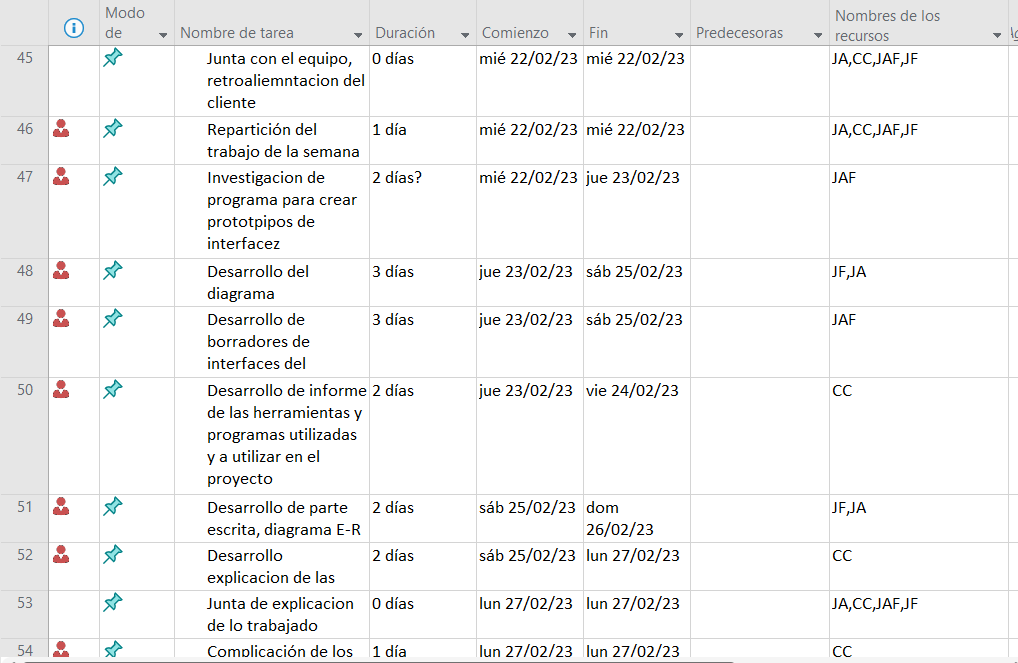 Modo de
Nombre de tarea
Duración
Comienzo
Fin
Predecesoras
Nombres de los recursos
45 Junta con el equipo, 0 días mié 22/02/23 mié 22/02/23 JA,CC,JAF,JF
retroaliemntacion del
cliente
46 Repartición del 1 día mié 22/02/23 mié 22/02/23 JA,CC,JAF,JF
trabajo de la semana
47 Investigacion de 2 días? mié 22/02/23 jue 23/02/23 JAF
programa para crear
prototpipos de
interfacez
48 Desarrollo del 3 días jue 23/02/23 sáb 25/02/23 JF,JA
diagrama
49 Desarrollo de 3 días jue 23/02/23 sáb 25/02/23 JAF
borradores de
interfaces del
50 Desarrollo de informe 2 días jue 23/02/23 vie 24/02/23 CC
de las herramientas y
programas utilizadas
y a utilizar en el
proyecto
51 Desarrollo de parte 2 días sáb 25/02/23 dom JF,JA
escrita, diagrama E-R 26/02/23
52 Desarrollo 2 días sáb 25/02/23 lun 27/02/23 CC
explicacion de las
53 Junta de explicacion 0 días lun 27/02/23 lun 27/02/23 JA,CC,JAF,JF
de lo trabajado
54 Complicación de los 1 día lun 27/02/23 lun 27/02/23 CC